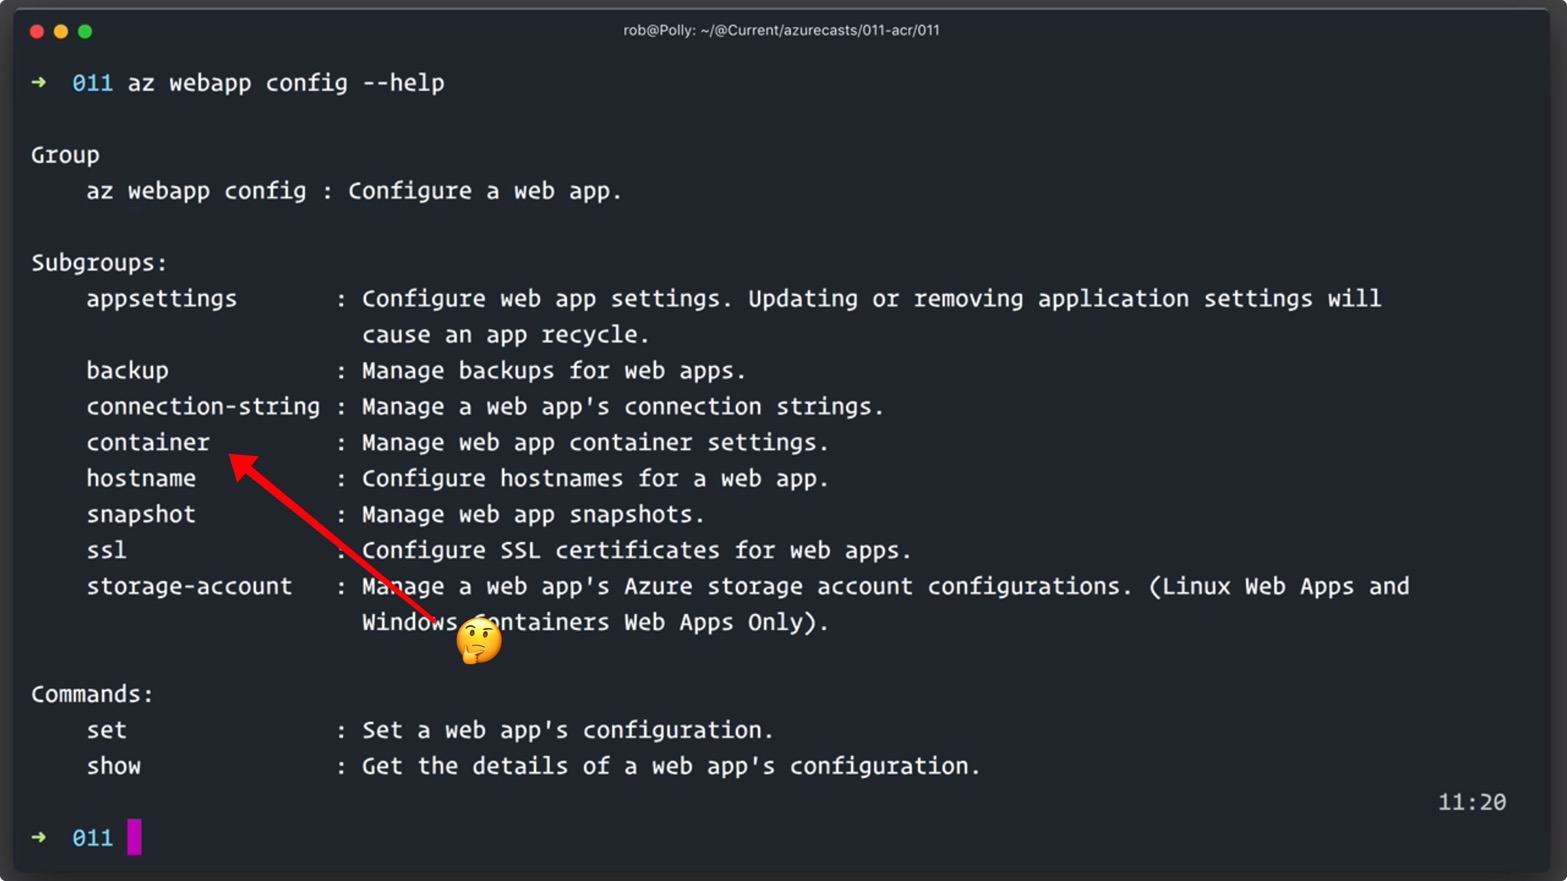 rob@Polly: ~/@Current/azurecasts/011-acr/011
→ 011 az webapp config --help
Group
az webapp config : Configure a web app.
Subgroups:
appsettings : Configure web app settings. Updating or removing application settings will
cause an app recycle.
backup : Manage backups for web apps.
connection-string : Manage a web app's connection strings.
container : Manage web app container settings.
hostname : Configure hostnames for a web app.
snapshot : Manage web app snapshots.
ssl : Configure SSL certificates for web apps.
storage-account : Manage a web app's Azure storage account configurations. (Linux Web Apps and
Windows Containers Web Apps Only).
Commands:
set : Set a web app's configuration.
show : Get the details of a web app's configuration.
11:20
→ 011